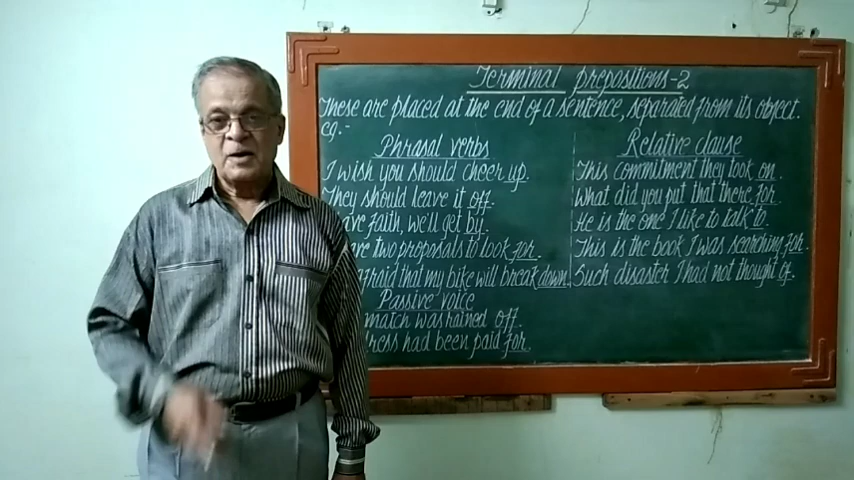 Terminal prepositions-2
These are placed at the end of a sentence, separated from its object.
eg.-
Phrasal verbs
I wish you should cheer up.
They should leave it off.
ave faith, we'll get by.
are two proposals to look for.
afraid that my bike will break down.
Passive voice
match was rained off.
dress had been paid for.
Relative clause
This commitment they took on.
What did you put that there for.
He is the one I like to talk to.
This is the book I was searching for.
Such disaster I had not thought of.